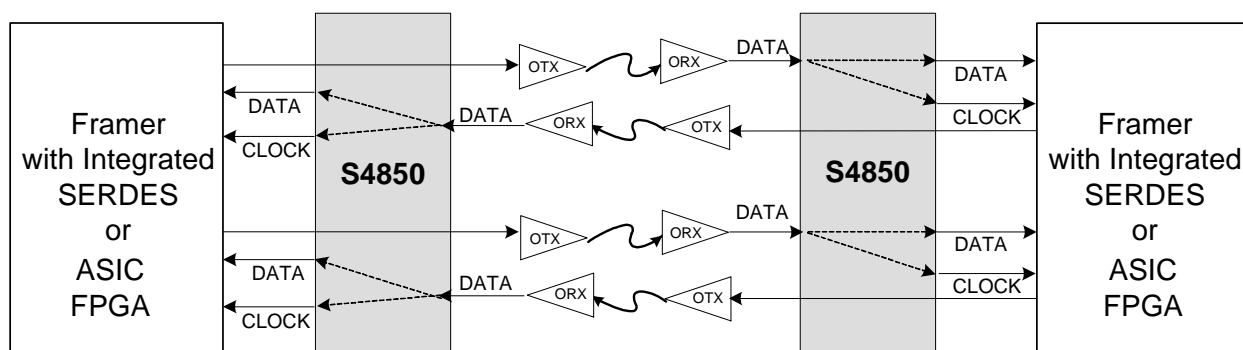 Framer
with Integrated
SERDES
or
ASIC
FPGA
DATA
CLOCK
DATA
CLOCK
S4850
OTX
ORX
DATA
DATA
ORX
OTX
OTX
ORX
DATA
DATA
ORX
OTX
S4850
DATA
CLOCK
DATA
CLOCK
Framer
with Integrated
SERDES
or
ASIC
FPGA